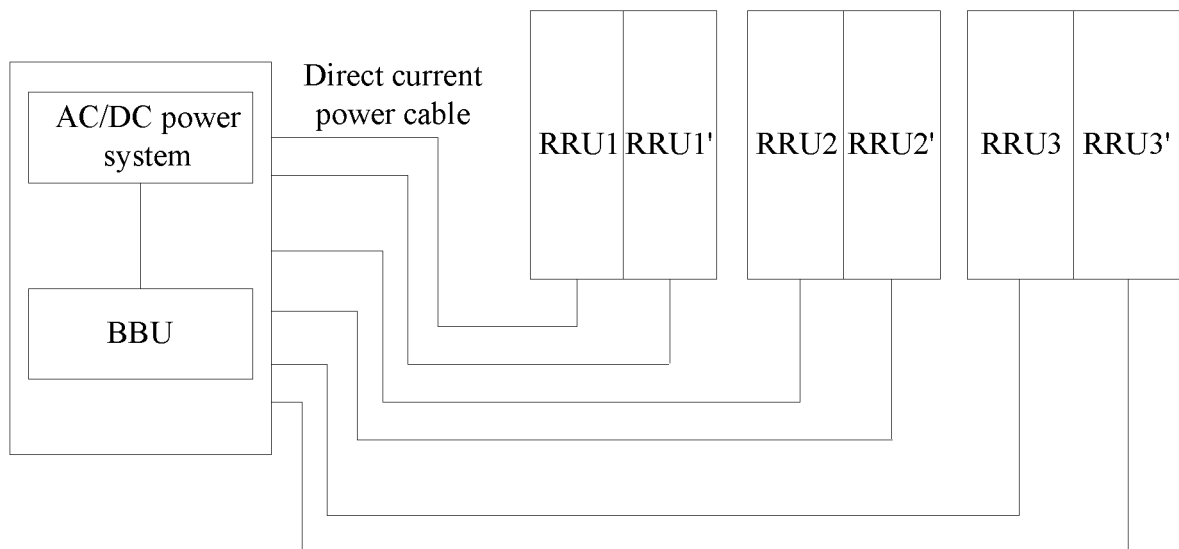 AC/DC power
system
BBU
Direct current
power cable
RRU1
RRU1'
RRU2
RRU2'
RRU3
RRU3'